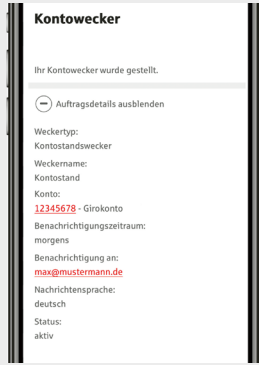 Kontowecker
Ihr Kontowecker wurde gestellt.
Auftragsdetails ausblenden
Weckertyp:
Kontostandswecker
Weckername:
Kontostand
Konto:
12345678 - Girokonto
Benachrichtigungszeitraum:
morgens
Benachrichtigung an:
max@mustermann.de
Nachrichtensprache:
deutsch
Status:
aktiv